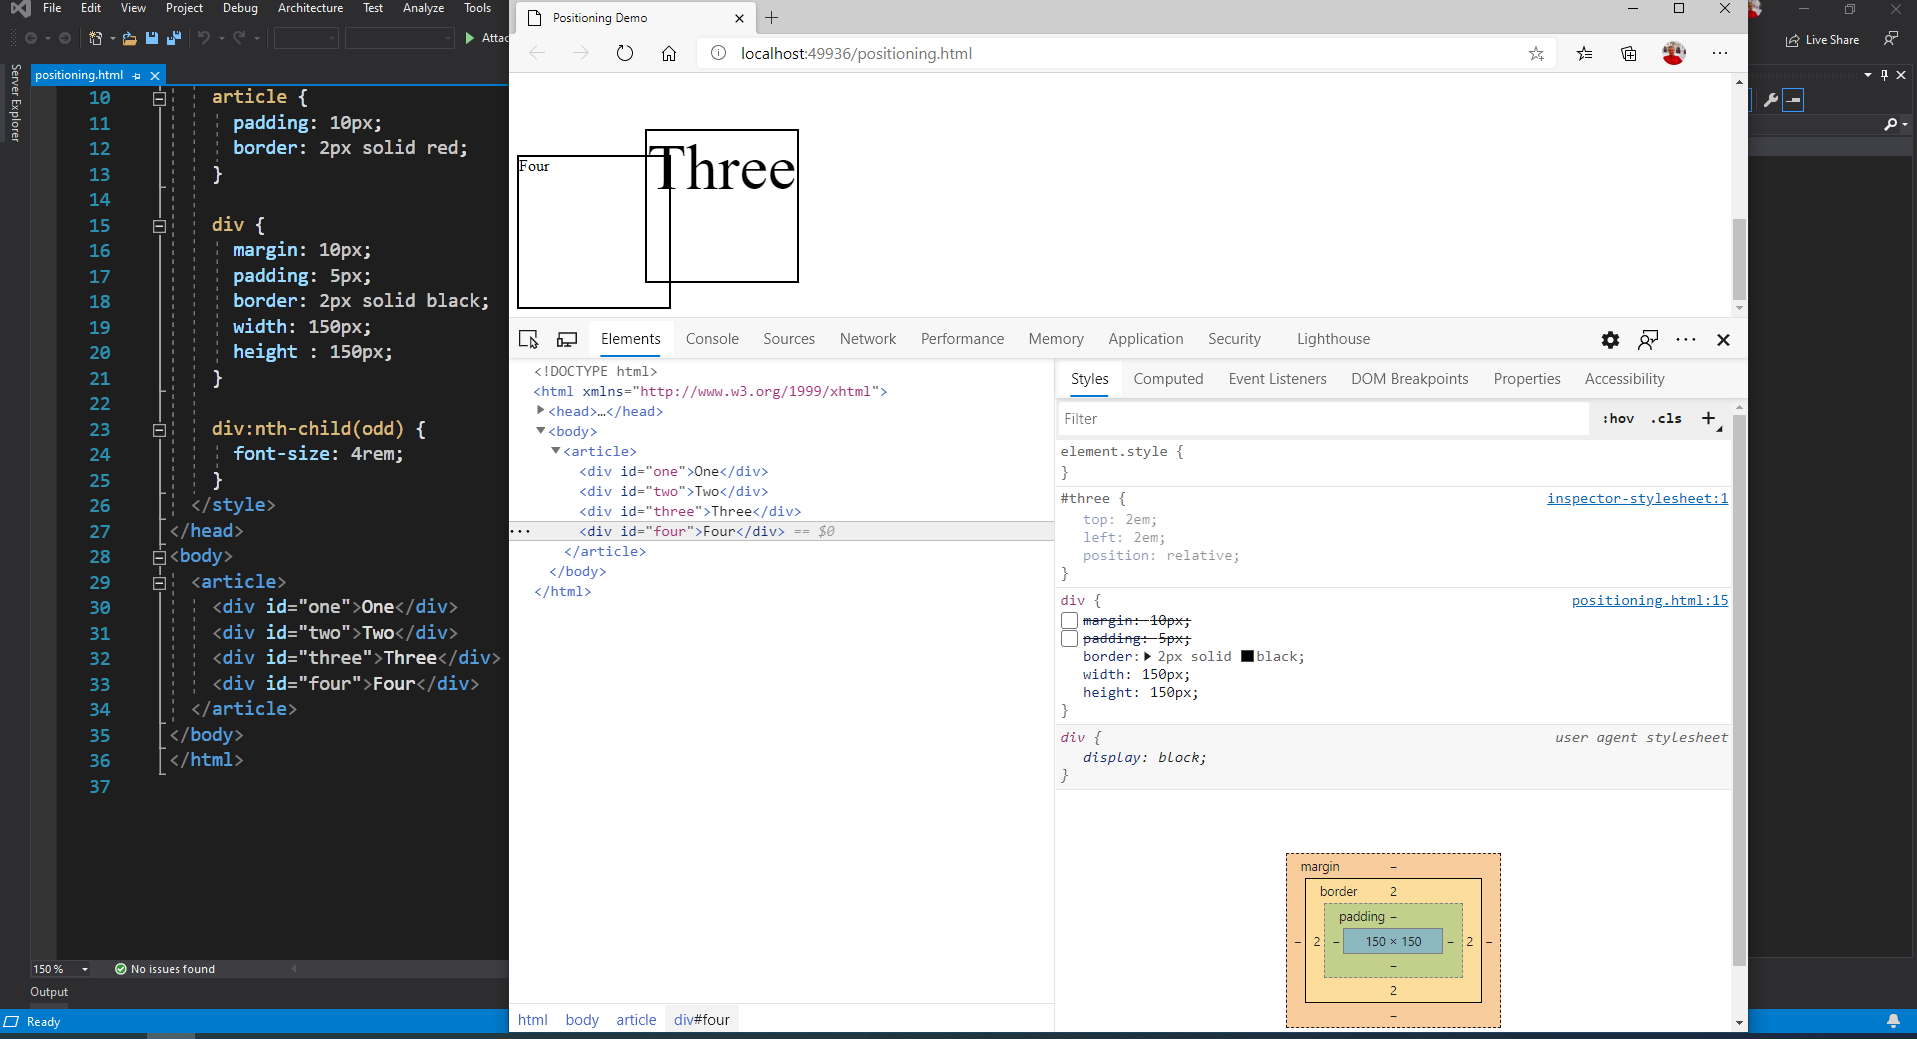 File Edit View Project Debug Architecture Test Analyze Tools
Attac
Server Explorer
positioning.html
10 article {
11 padding: 10px;
12 border: 2px solid red;
13 }
14
15 div {
16 margin: 10px;
17 padding: 5px;
18 border: 2px solid black;
19 width: 150px;
20 height : 150px;
21 }
22
23 div:nth-child(odd) {
24 font-size: 4rem;
25 }
26 </style>
27 </head>
28 <body>
29 <article>
30 <div id="one">One</div>
31 <div id="two">Two</div>
32 <div id="three">Three</div>
33 <div id="four">Four</div>
34 </article>
35 </body>
36 </html>
37
150 %
No issues found
Output
Ready
Positioning Demo
localhost:49936/positioning.html
Three
Four
Elements Console Sources Network Performance Memory Application Security Lighthouse
<!DOCTYPE html>
<html xmlns="http://www.w3.org/1999/xhtml">
<head>…</head>
<body>
<article>
<div id="one">One</div>
<div id="two">Two</div>
<div id="three">Three</div>
<div id="four">Four</div> == $0
</article>
</body>
</html>
html body article div#four
Styles Computed Event Listeners DOM Breakpoints Properties Accessibility
Filter :hov .cls +
element.style {
}
#three { inspector-stylesheet:1
top: 2em;
left: 2em;
position: relative;
}
div { positioning.html:15
margin: 10px;
padding: 5px;
border: 2px solid black;
width: 150px;
height: 150px;
}
div { user agent stylesheet
display: block;
}
margin –
border 2
padding –
– 2 – 150 × 150 – 2 –
–
2
–
Live Share